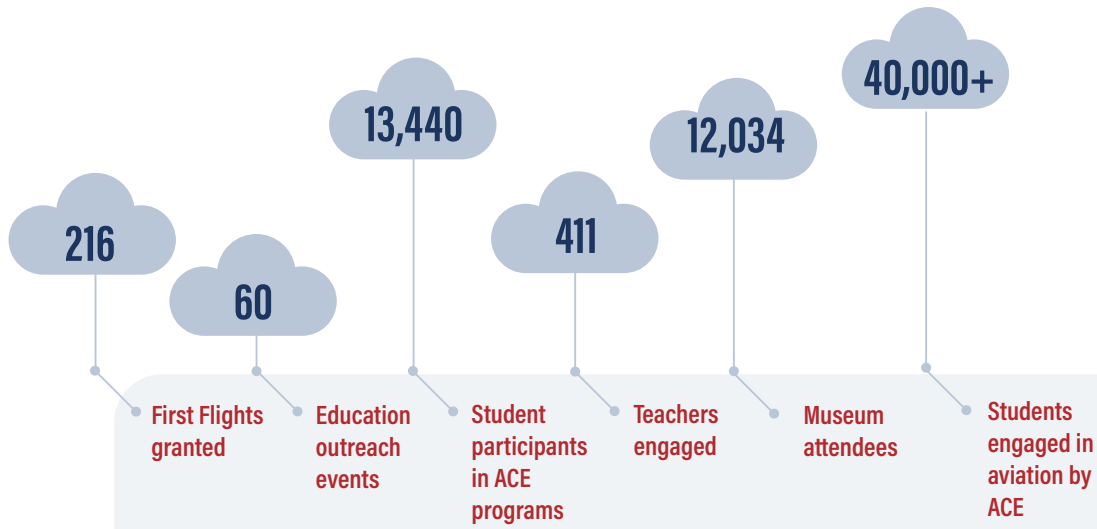 216
60
13,440
411
12,034
40,000+
First Flights
granted
Education
outreach
events
Student
participants
in ACE
programs
Teachers
engaged
Museum
attendees
Students
engaged in
aviation by
ACE